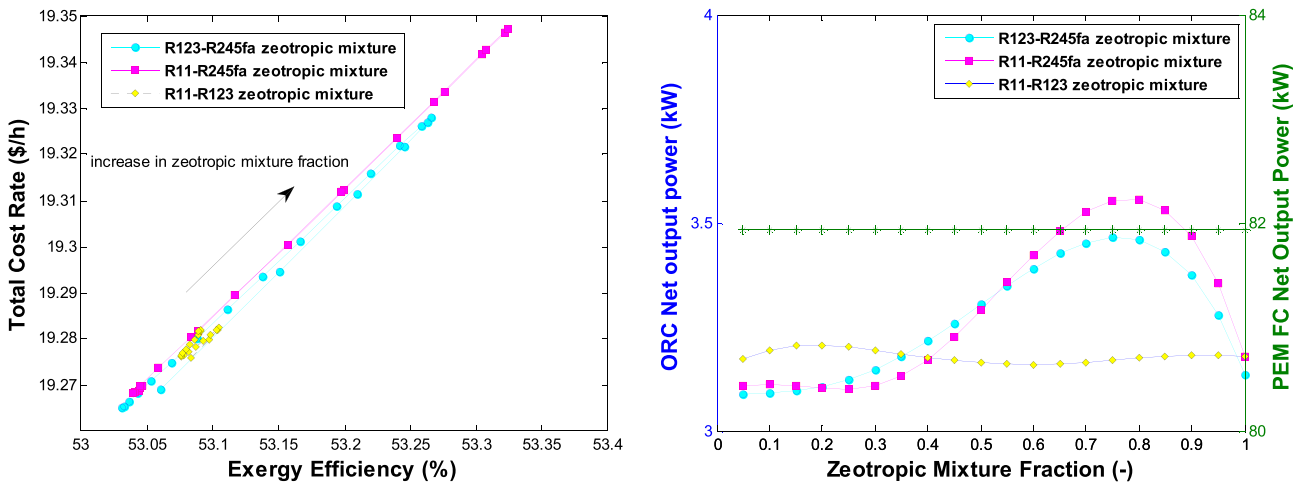 19.35
19.34
19.33
19.32
19.31
19.3
19.29
19.28
19.27
Total Cost Rate ($/h)
R123-R245fa zeotropic mixture
R11-R245fa zeotropic mixture
R11-R123 zeotropic mixture
increase in zeotropic mixture fraction
53 53.05 53.1 53.15 53.2 53.25 53.3 53.35 53.4
Exergy Efficiency (%)
4
3.5
3
ORC Net output power (kW)
R123-R245fa zeotropic mixture
R11-R245fa zeotropic mixture
R11-R123 zeotropic mixture
84
82
80
PEM FC Net Output Power (kW)
0 0.1 0.2 0.3 0.4 0.5 0.6 0.7 0.8 0.9 1
Zeotropic Mixture Fraction (-)